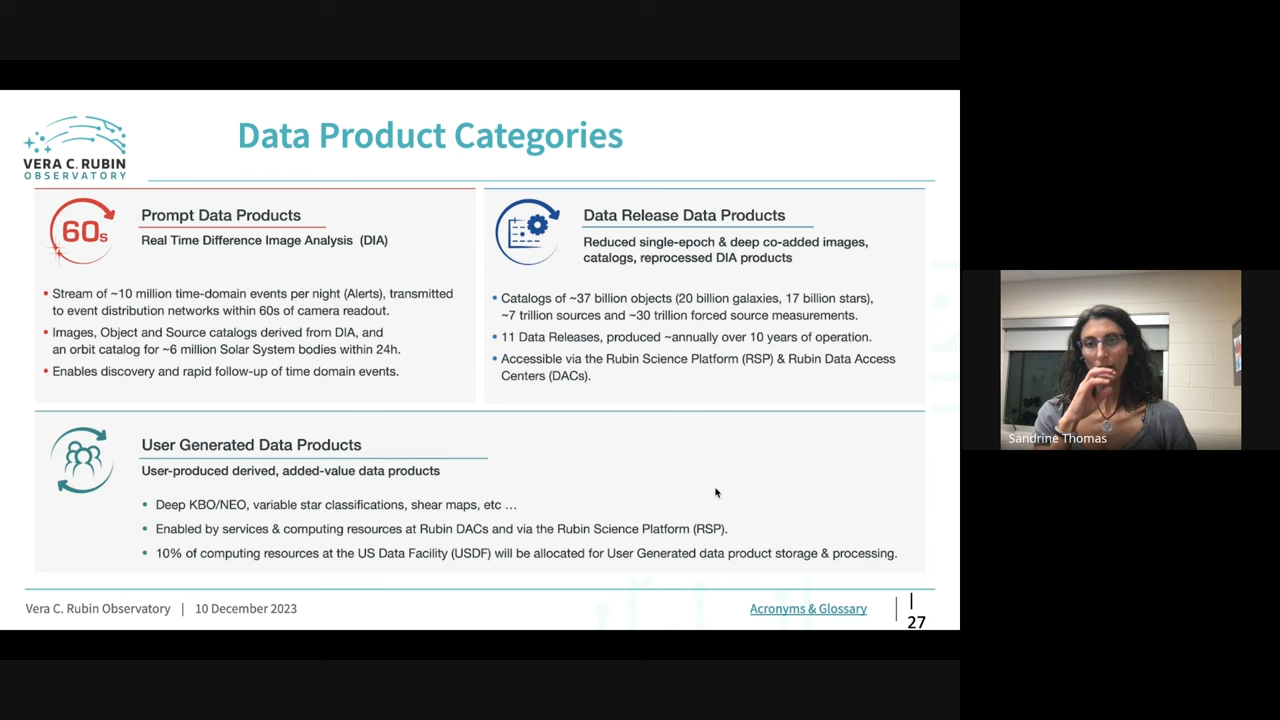 VERA C. RUBIN
OBSERVATORY
Data Product Categories
60s
Prompt Data Products
Real Time Difference Image Analysis (DIA)
• Stream of ~10 million time-domain events per night (Alerts), transmitted
to event distribution networks within 60s of camera readout.
• Images, Object and Source catalogs derived from DIA, and
an orbit catalog for ~6 million Solar System bodies within 24h.
• Enables discovery and rapid follow-up of time domain events.
Data Release Data Products
Reduced single-epoch & deep co-added images,
catalogs, reprocessed DIA products
• Catalogs of ~37 billion objects (20 billion galaxies, 17 billion stars),
~7 trillion sources and ~30 trillion forced source measurements.
• 11 Data Releases, produced ~annually over 10 years of operation.
• Accessible via the Rubin Science Platform (RSP) & Rubin Data Access
Centers (DACs).
User Generated Data Products
User-produced derived, added-value data products
• Deep KBO/NEO, variable star classifications, shear maps, etc …
• Enabled by services & computing resources at Rubin DACs and via the Rubin Science Platform (RSP).
• 10% of computing resources at the US Data Facility (USDF) will be allocated for User Generated data product storage & processing.
Vera C. Rubin Observatory | 10 December 2023
Acronyms & Glossary
|
27
Sandrine Thomas